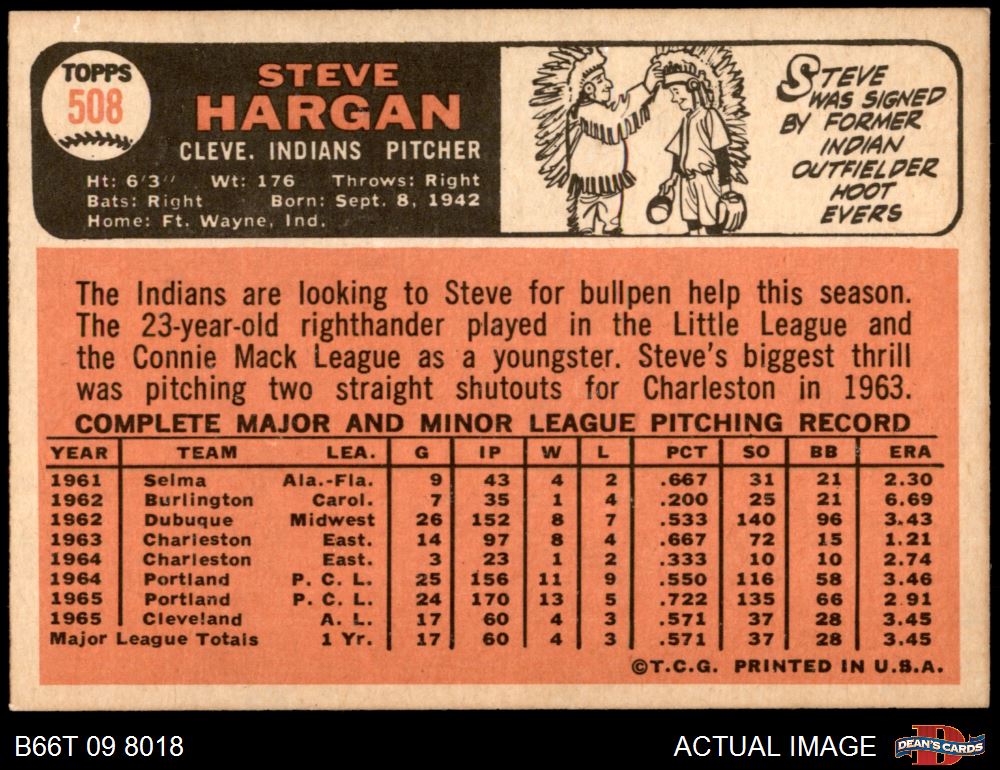 TOPPS
508
STEVE
HARGAN
CLEVE. INDIANS PITCHER
Ht: 6'3" Wt: 176 Throws: Right
Bats: Right Born: Sept. 8, 1942
Home: Ft. Wayne, Ind.
STEVE
WAS SIGNED
BY FORMER
INDIAN
OUTFIELDER
HOOT
EVERS
The Indians are looking to Steve for bullpen help this season.
The 23-year-old righthander played in the Little League and
the Connie Mack League as a youngster. Steve's biggest thrill
was pitching two straight shutouts for Charleston in 1963.
COMPLETE MAJOR AND MINOR LEAGUE PITCHING RECORD
YEAR TEAM LEA. G IP W L PCT SO BB ERA
1961 Selma Ala.-Fla. 9 43 4 2 .667 31 21 2.30
1962 Burlington Carol. 7 35 1 4 .200 25 21 6.69
1962 Dubuque Midwest 26 152 8 7 .533 140 96 3.43
1963 Charleston East. 14 97 8 4 .667 72 15 1.21
1964 Charleston East. 3 23 1 2 .333 10 10 2.74
1964 Portland P. C. L. 25 156 11 9 .550 116 58 3.46
1965 Portland P. C. L. 24 170 13 5 .722 135 66 2.91
1965 Cleveland A. L. 17 60 4 3 .571 37 28 3.45
Major League Totals 1 Yr. 17 60 4 3 .571 37 28 3.45
©T.C.G. PRINTED IN U.S.A.
B66T 09 8018 ACTUAL IMAGE D DEAN'S CARDS